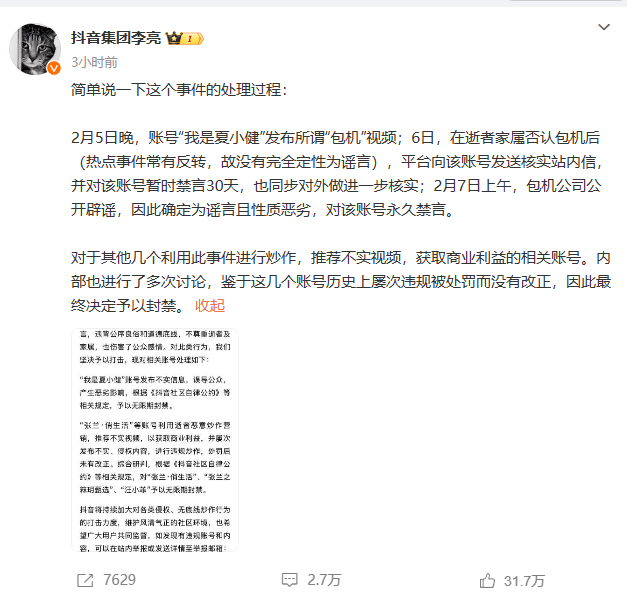 抖音集团李亮
3小时前
简单说一下这个事件的处理过程：
2月5日晚，账号“我是夏小健”发布所谓“包机”视频；6日，在逝者家属否认包机后
（热点事件常有反转，故没有完全定性为谣言），平台向该账号发送核实站内信，
并对该账号暂时禁言30天，也同步对外做进一步核实；2月7日上午，包机公司公
开辟谣，因此确定为谣言且性质恶劣，对该账号永久禁言。
对于其他几个利用此事件进行炒作，推荐不实视频，获取商业利益的相关账号。内
部也进行了多次讨论，鉴于这几个账号历史上屡次违规被处罚而没有改正，因此最
终决定予以封禁。 收起
言，违背公序良俗和道德底线，不尊重逝者及
家属，也伤害了公众感情。对此类行为，我们
坚决予以打击，现对相关账号处理如下：
“我是夏小健”账号发布不实信息，误导公众，
产生恶劣影响，根据《抖音社区自律公约》等
相关规定，予以无限期封禁。
“张兰·俏生活”等账号利用逝者恶意炒作营
销，推荐不实视频，以获取商业利益，并屡次
发布不实、侵权内容，进行违规炒作，处罚后
未有改正。综合研判，根据《抖音社区自律公
约》等相关规定，对“张兰·俏生活”、“张兰之
箖玥甄选”、“汪小菲”予以无限期封禁。
抖音将持续加大对各类侵权、无底线炒作行为
的打击力度，维护风清气正的社区环境，也希
望广大用户共同监督，如发现有违规账号和内
容，可以在站内举报或发送详情至举报邮箱：
7629
2.7万
31.7万